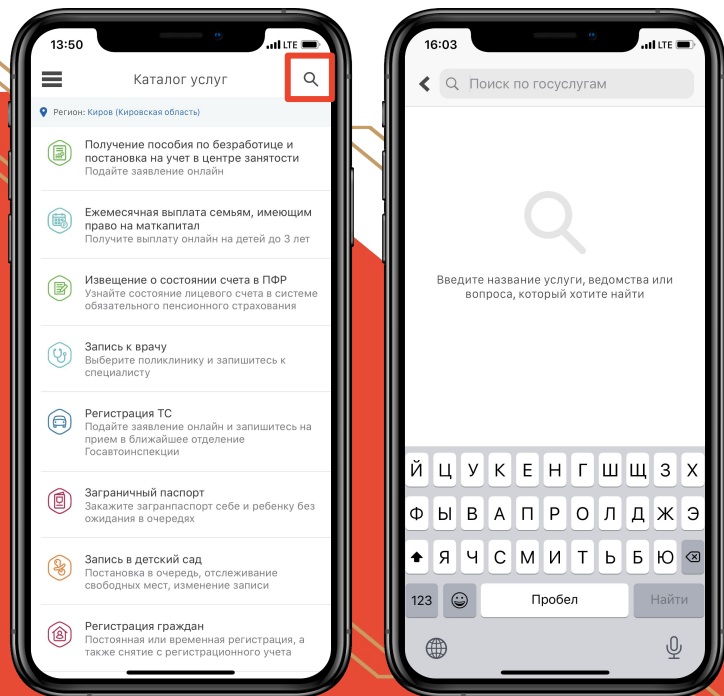 13:50
LTE
Каталог услуг
Регион: Киров (Кировская область)
Получение пособия по безработице и
постановка на учет в центре занятости
Подайте заявление онлайн
Ежемесячная выплата семьям, имеющим
право на маткапитал
Получите выплату онлайн на детей до 3 лет
Извещение о состоянии счета в ПФР
Узнайте состояние лицевого счета в системе
обязательного пенсионного страхования
Запись к врачу
Выберите поликлинику и запишитесь к
специалисту
Регистрация ТС
Подайте заявление онлайн и запишитесь на
прием в ближайшее отделение
Госавтоинспекции
Заграничный паспорт
Закажите загранпаспорт себе и ребенку без
ожидания в очередях
Запись в детский сад
Постановка в очередь, отслеживание
свободных мест, изменение записи
Регистрация граждан
Постоянная или временная регистрация, а
также снятие с регистрационного учета
16:03
LTE
Поиск по госуслугам
Введите название услуги, ведомства или
вопроса, который хотите найти
Й Ц У К Е Н Г Ш Щ З Х
Ф Ы В А П Р О Л Д Ж Э
Я Ч С М И Т Ь Б Ю
123 Пробел Найти